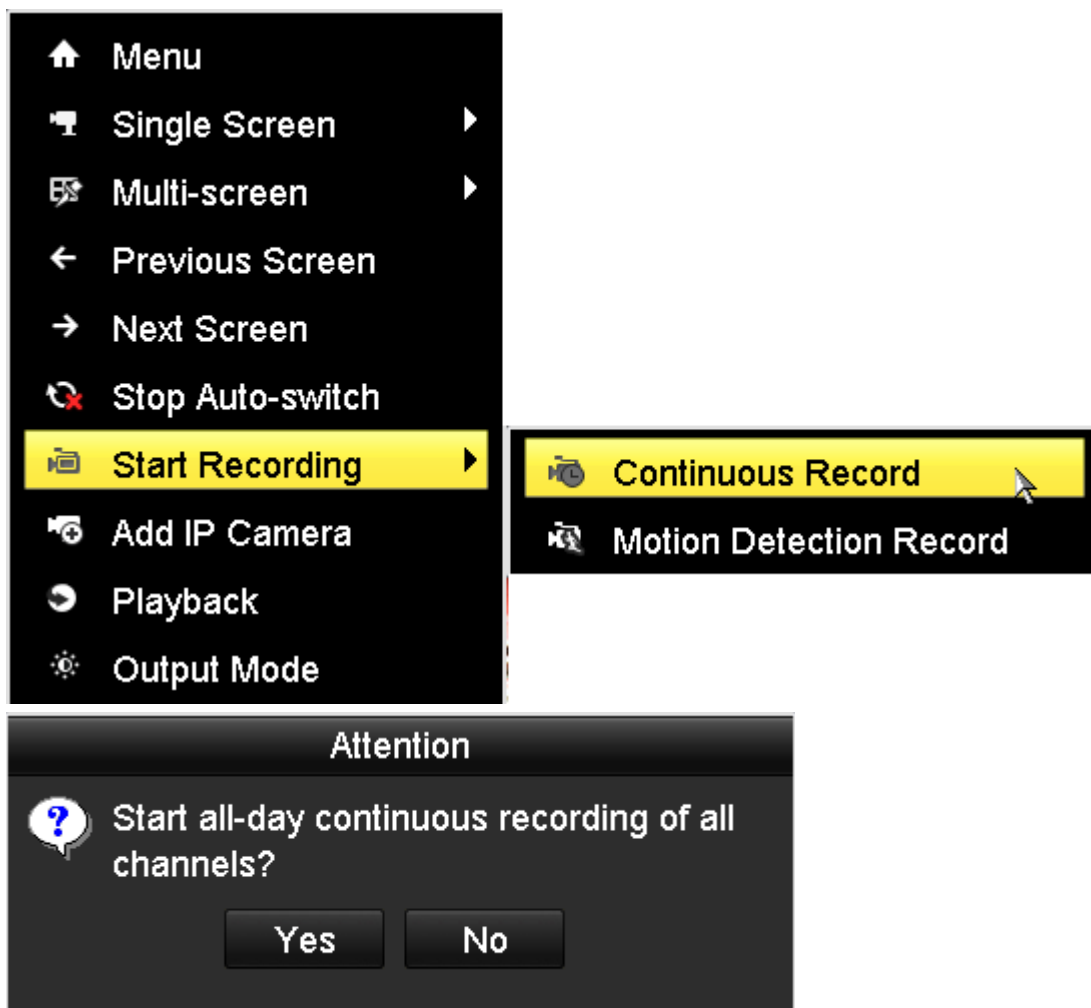 Menu
Single Screen
Multi-screen
Previous Screen
Next Screen
Stop Auto-switch
Start Recording
Continuous Record
Add IP Camera
Motion Detection Record
Playback
Output Mode
Attention
Start all-day continuous recording of all
channels?
Yes No